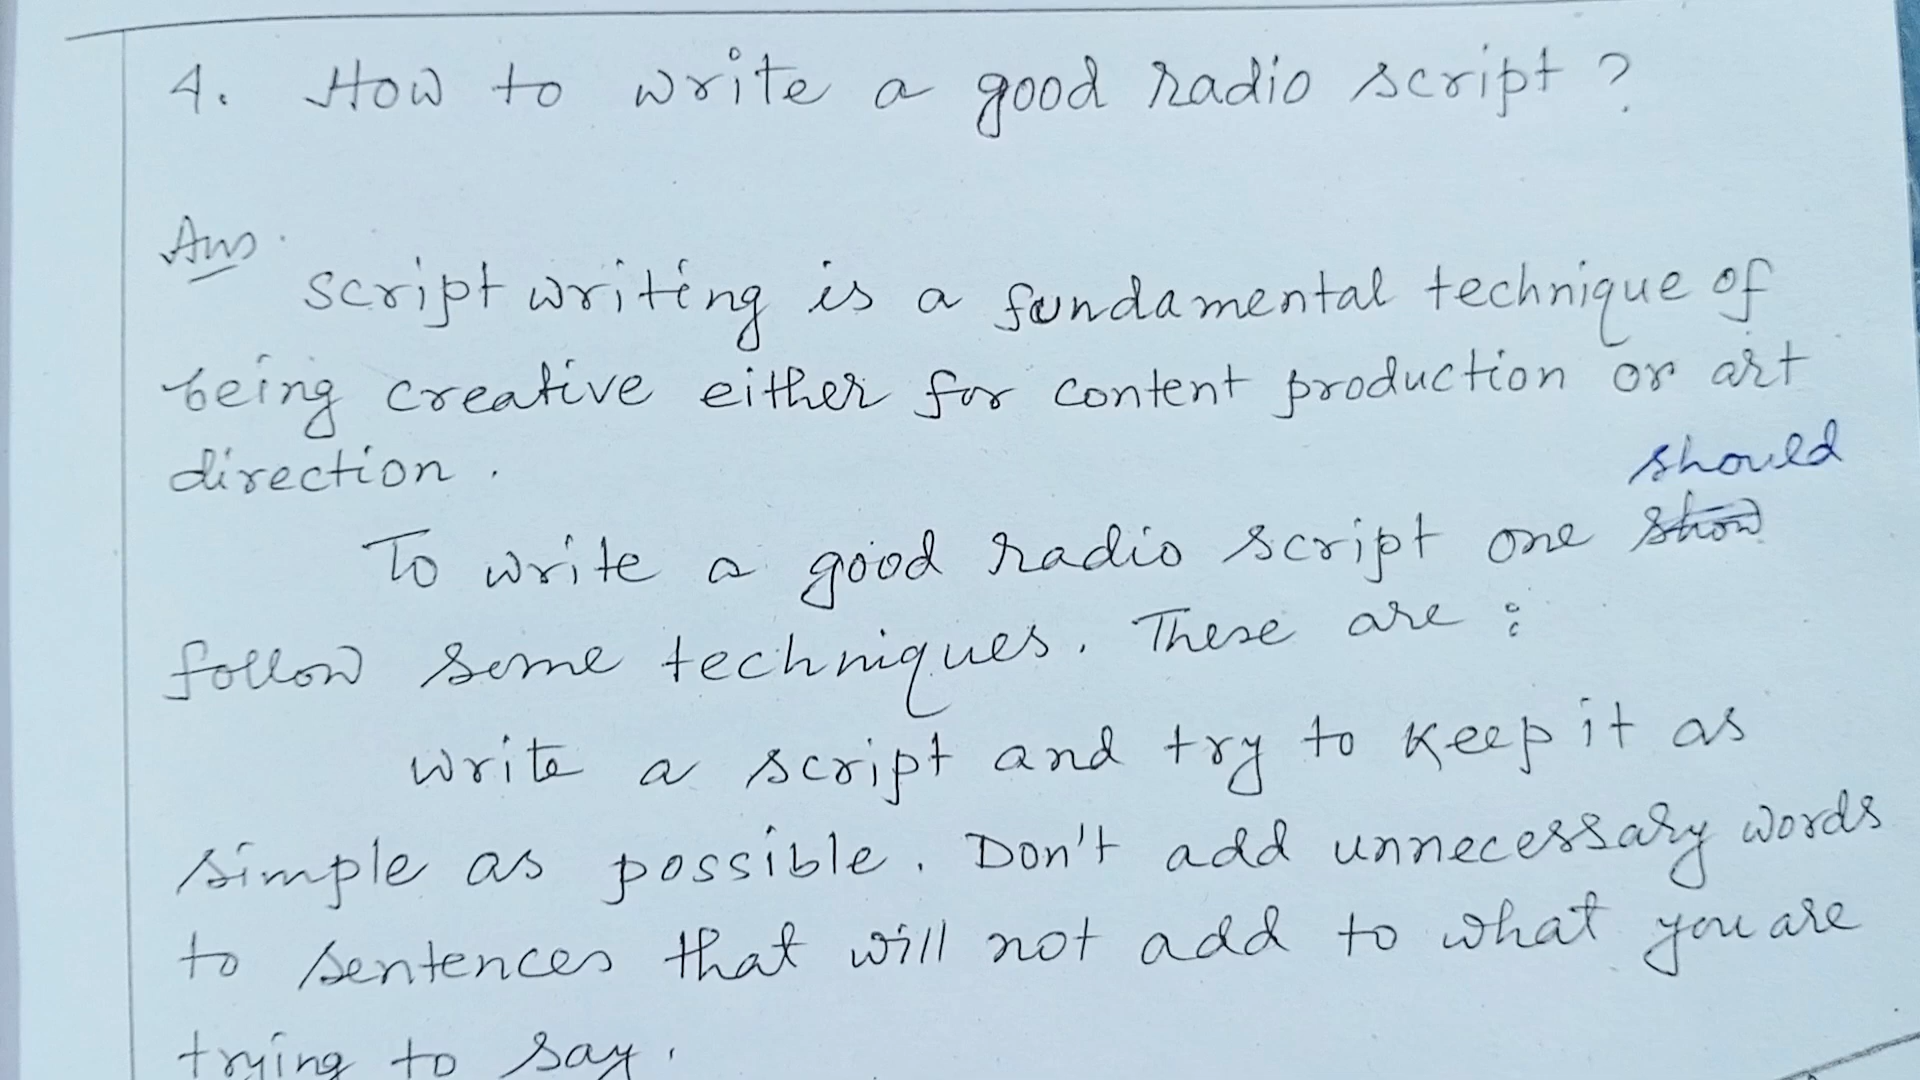 4. How to write a good radio script ?
Ans.
script writing is a fundamental technique of
being creative either for content production or art
direction.
should
To write a good radio script one show
follow some techniques. These are :
write a script and try to keep it as
simple as possible. Don't add unnecessary words
to sentences that will not add to what you are
trying to say.